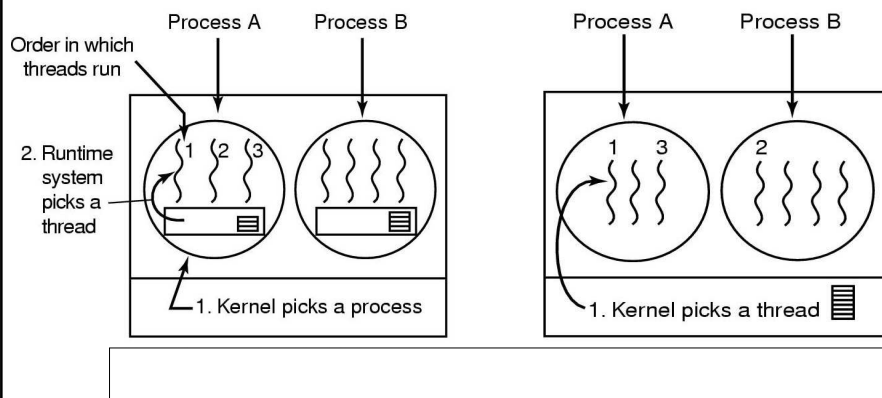 Process A
Process B
Order in which
threads run
1
2
3
2. Runtime
system
picks a
thread
1. Kernel picks a process
Process A
Process B
1
3
2
1. Kernel picks a thread